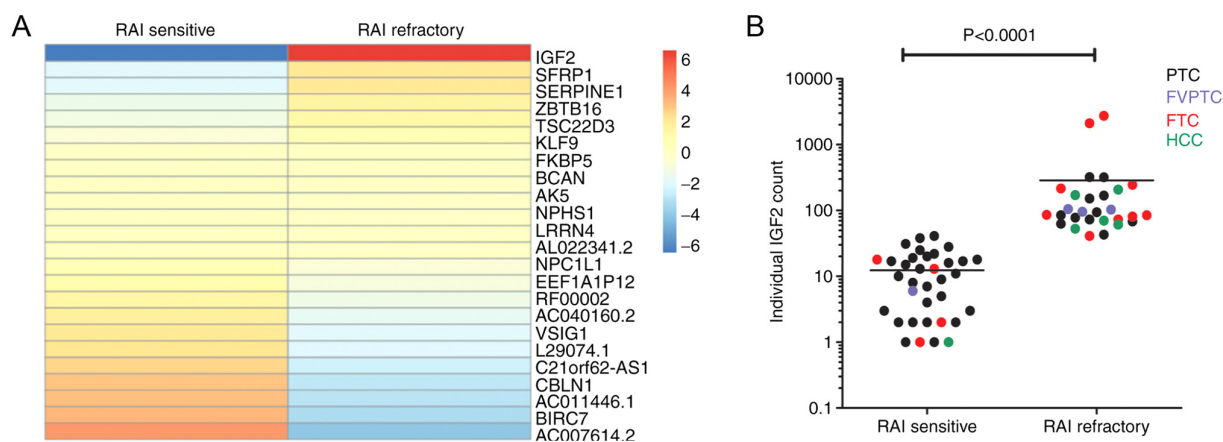 A
RAI sensitive
RAI refractory
IGF2
SFRP1
SERPINE1
ZBTB16
TSC22D3
KLF9
FKBP5
BCAN
AK5
NPHS1
LRRN4
AL022341.2
NPC1L1
EEF1A1P12
RF00002
AC040160.2
VSIG1
L29074.1
C21orf62-AS1
CBLN1
AC011446.1
BIRC7
AC007614.2
6
4
2
0
−2
−4
−6
B
P<0.0001
Individual IGF2 count
10000
1000
100
10
1
0.1
RAI sensitive
RAI refractory
PTC
FVPTC
FTC
HCC